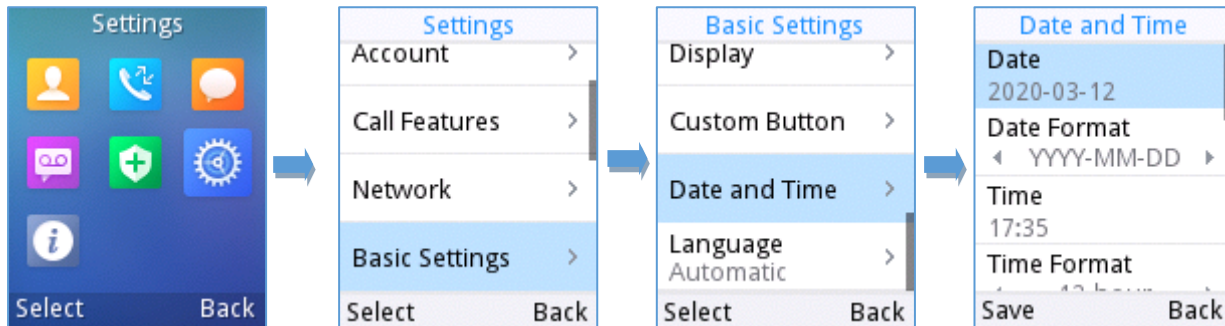 Settings
Select Back
Settings
Account
Call Features
Network
Basic Settings
Select Back
Basic Settings
Display
Custom Button
Date and Time
Language
Automatic
Select Back
Date and Time
Date
2020-03-12
Date Format
YYYY-MM-DD
Time
17:35
Time Format
Save Back